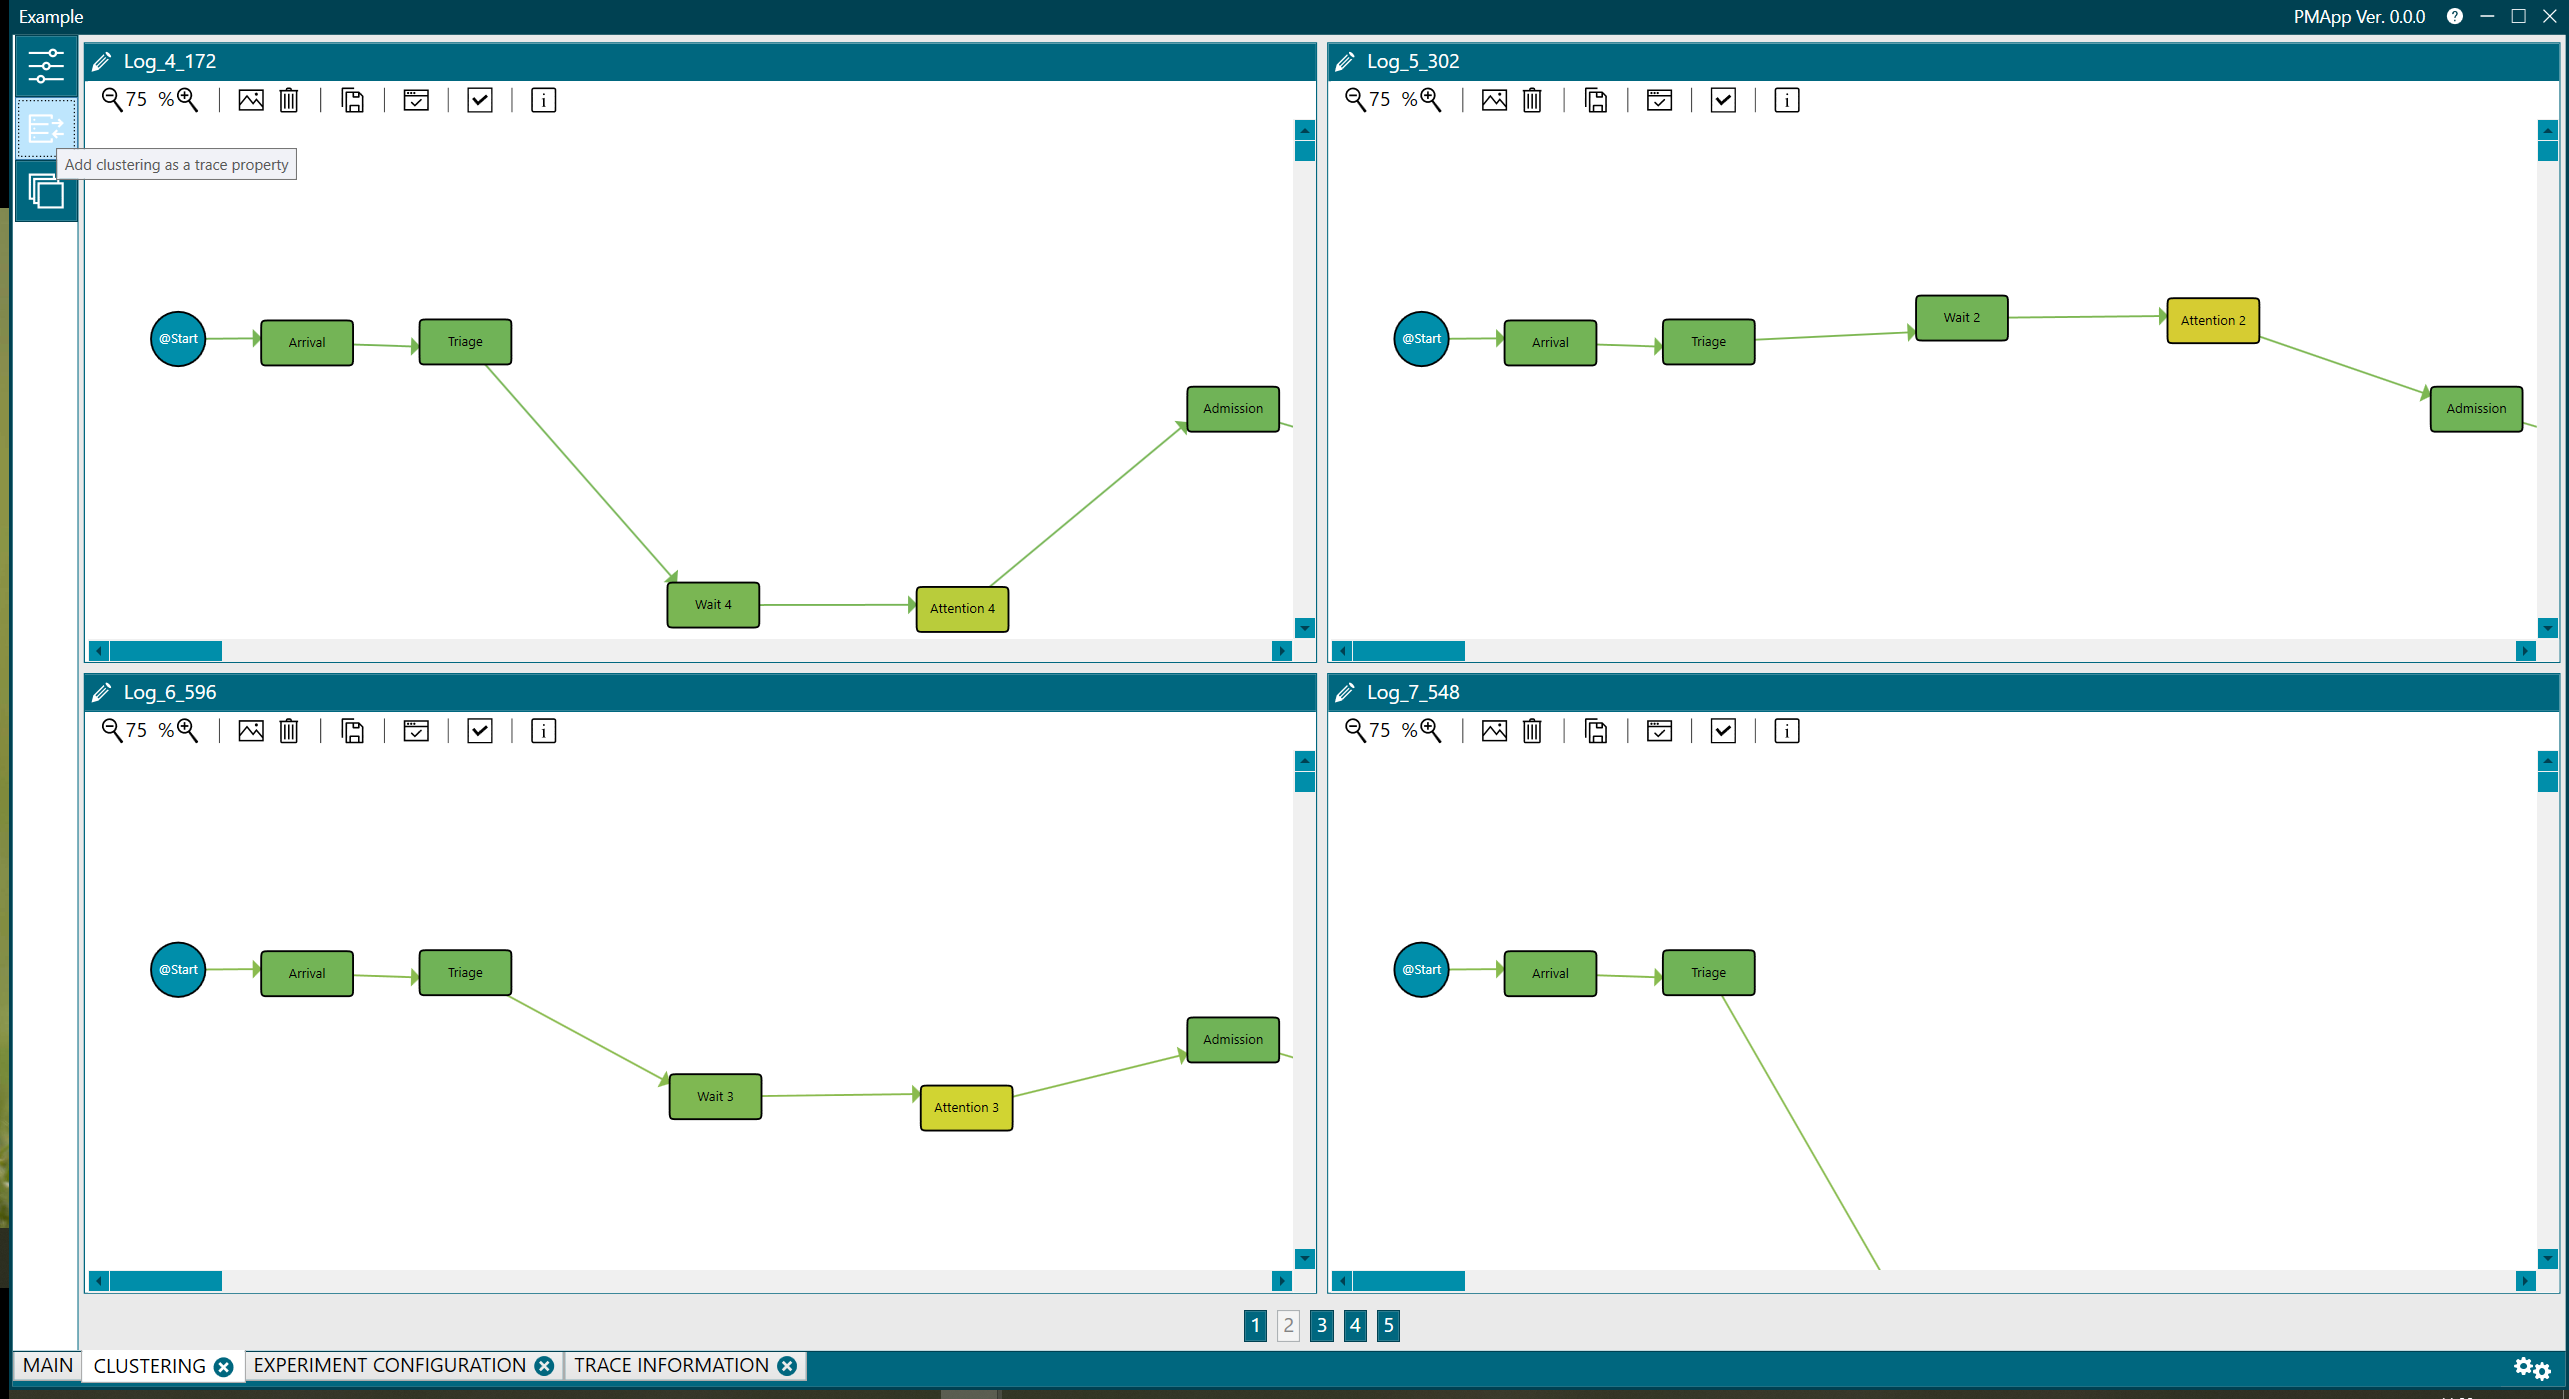 Example
PMApp Ver. 0.0.0
Log_4_172
75 %
i
Add clustering as a trace property
@Start
Arrival
Triage
Wait 4
Attention 4
Admission
Log_5_302
75 %
i
@Start
Arrival
Triage
Wait 2
Attention 2
Admission
Log_6_596
75 %
i
@Start
Arrival
Triage
Wait 3
Attention 3
Admission
Log_7_548
75 %
i
@Start
Arrival
Triage
1 2 3 4 5
MAIN CLUSTERING EXPERIMENT CONFIGURATION TRACE INFORMATION